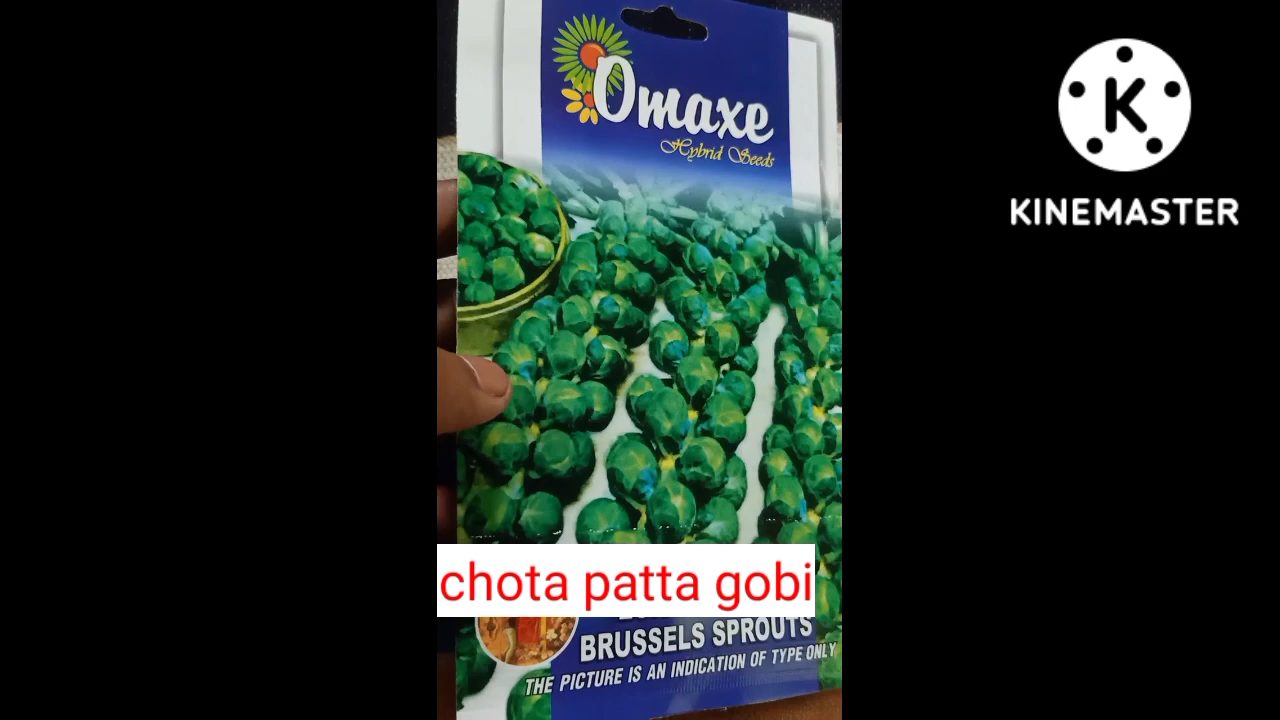 Omaxe
Hybrid Seeds
KINEMASTER
chota patta gobi
BRUSSELS SPROUTS
THE PICTURE IS AN INDICATION OF TYPE ONLY